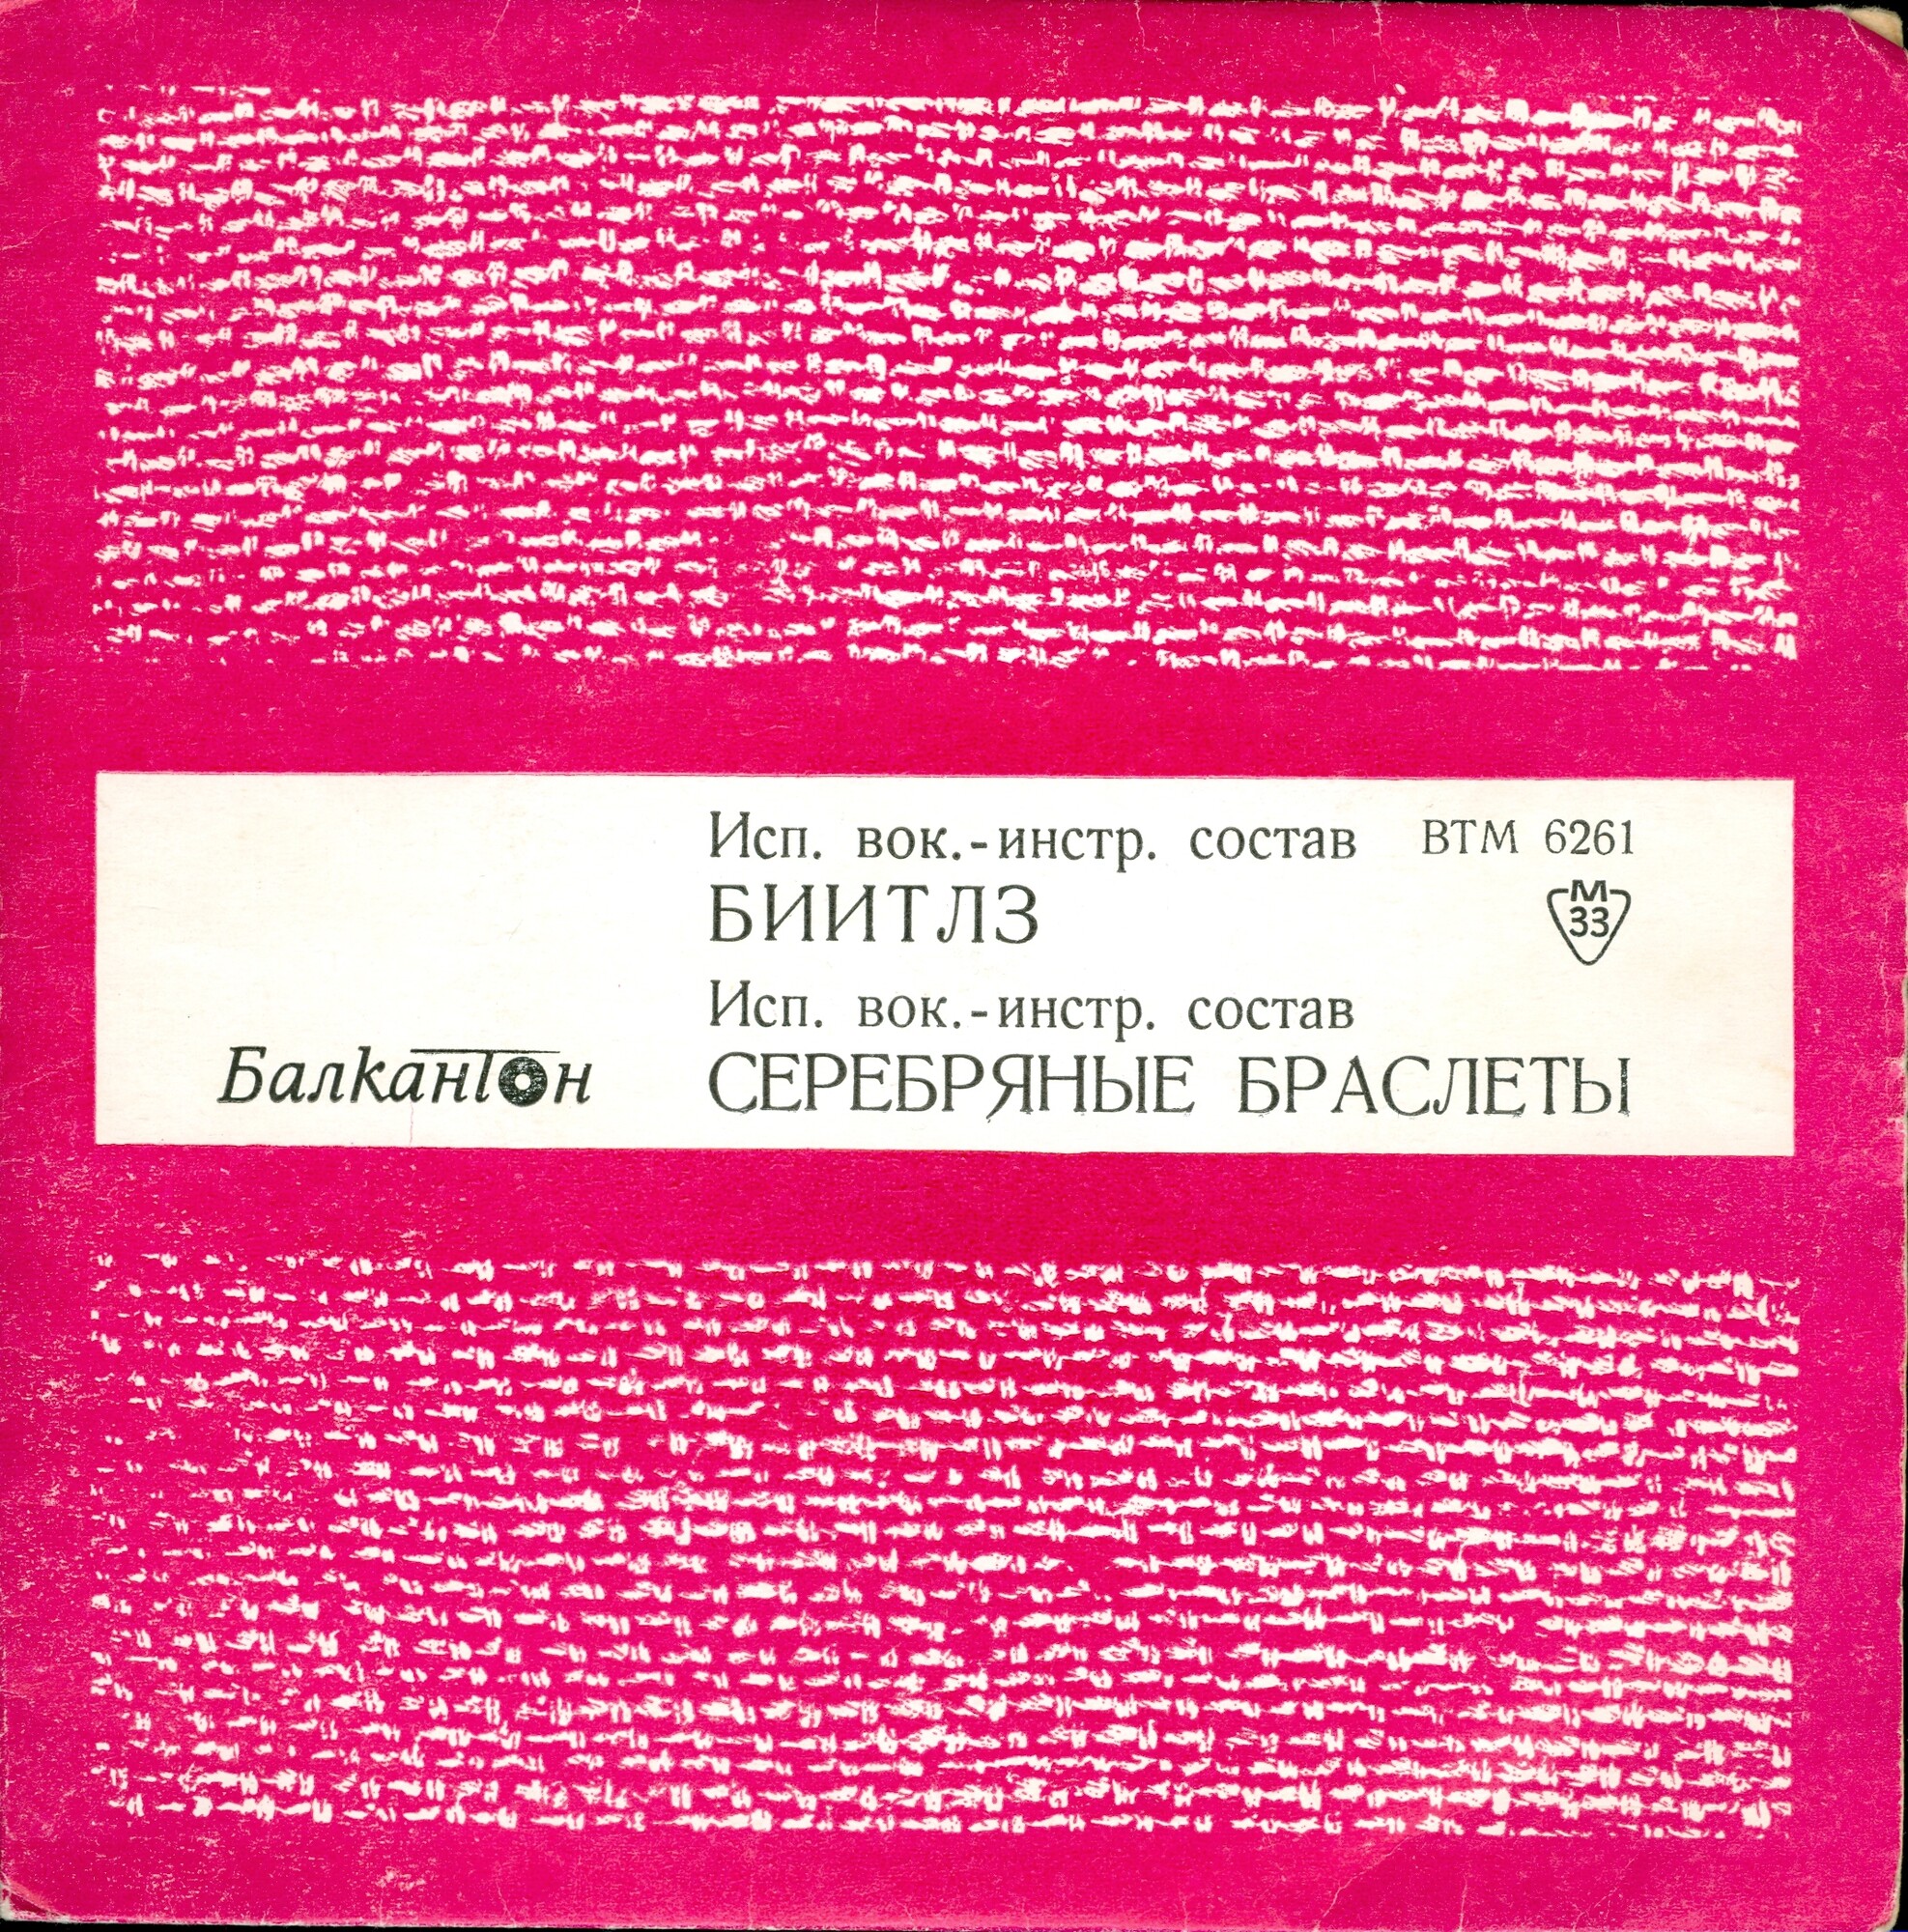 Исп. вок.-инстр. состав ВТМ 6261
БИИТЛЗ
М
33
Исп. вок.-инстр. состав
Балкантон
СЕРЕБРЯНЫЕ БРАСЛЕТЫ